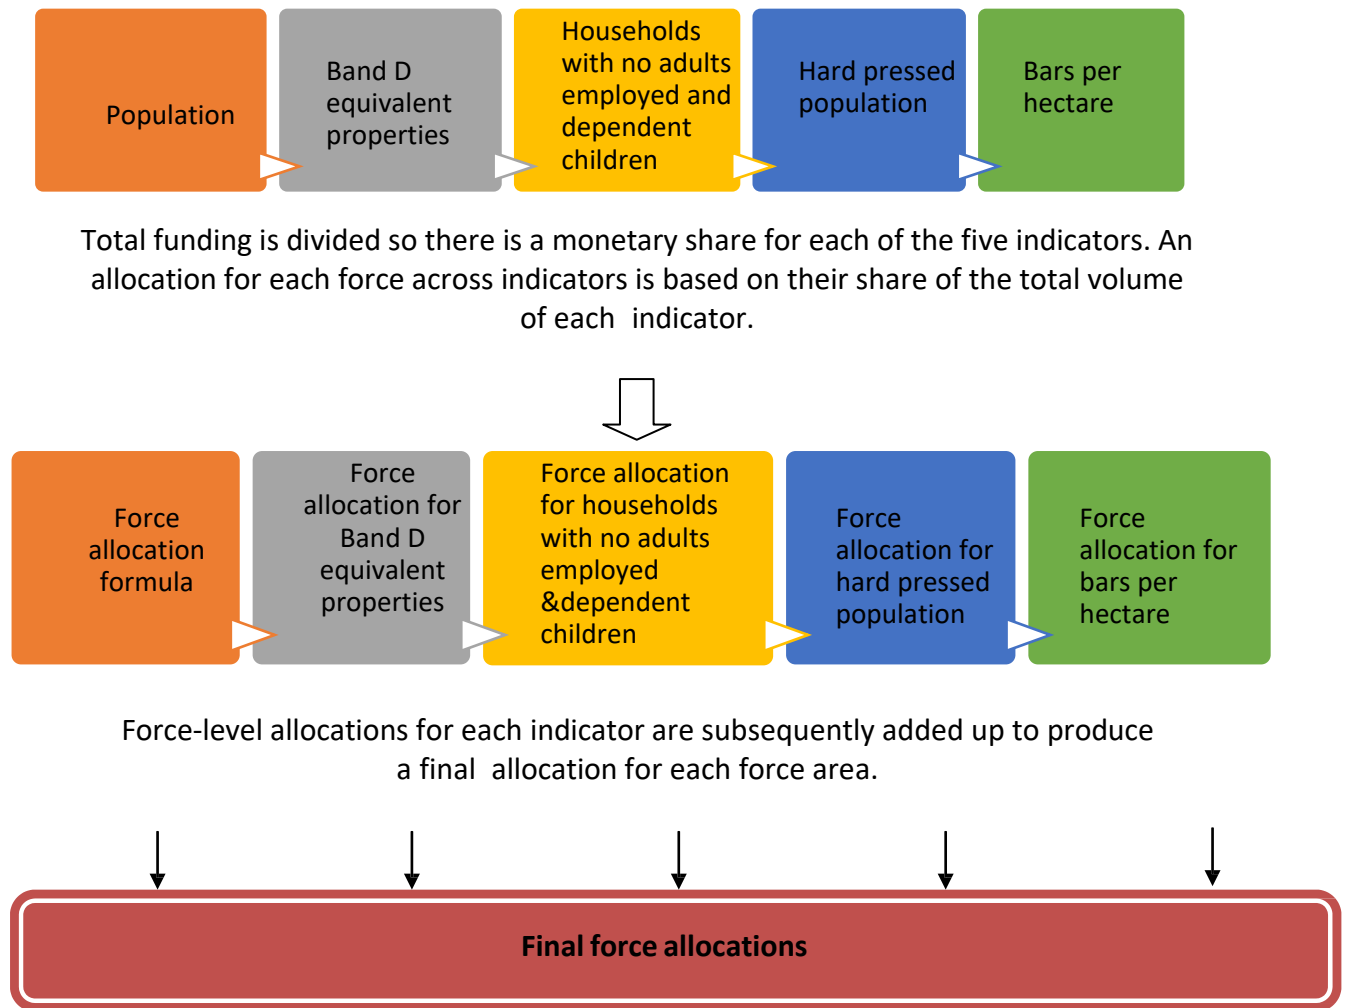 Population
Band D
equivalent
properties
Households
with no adults
employed and
dependent
children
Hard pressed
population
Bars per
hectare
Total funding is divided so there is a monetary share for each of the five indicators. An
allocation for each force across indicators is based on their share of the total volume
of each indicator.
Force
allocation
formula
Force
allocation for
Band D
equivalent
properties
Force allocation
for households
with no adults
employed
&dependent
children
Force
allocation for
hard pressed
population
Force
allocation for
bars per
hectare
Force-level allocations for each indicator are subsequently added up to produce
a final allocation for each force area.
Final force allocations